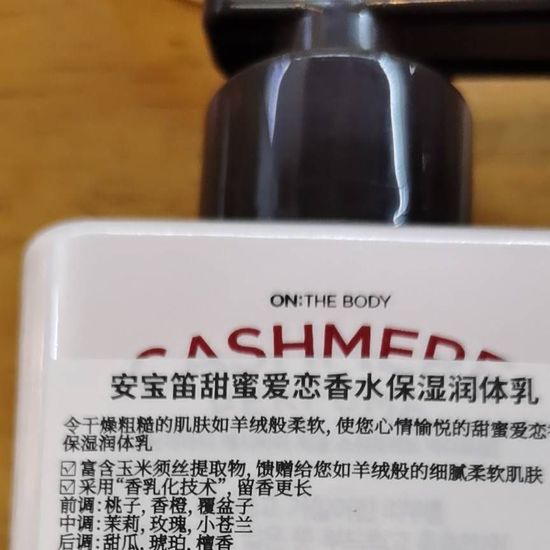 ON:THE BODY
CASHMERE
安宝笛甜蜜爱恋香水保湿润体乳
令干燥粗糙的肌肤如羊绒般柔软, 使您心情愉悦的甜蜜爱恋
保湿润体乳
☑富含玉米须丝提取物, 馈赠给您如羊绒般的细腻柔软肌肤
☑采用“香乳化技术”, 留香更长
前调: 桃子, 香橙, 覆盆子
中调: 茉莉, 玫瑰, 小苍兰
后调: 甜瓜, 琥珀, 檀香